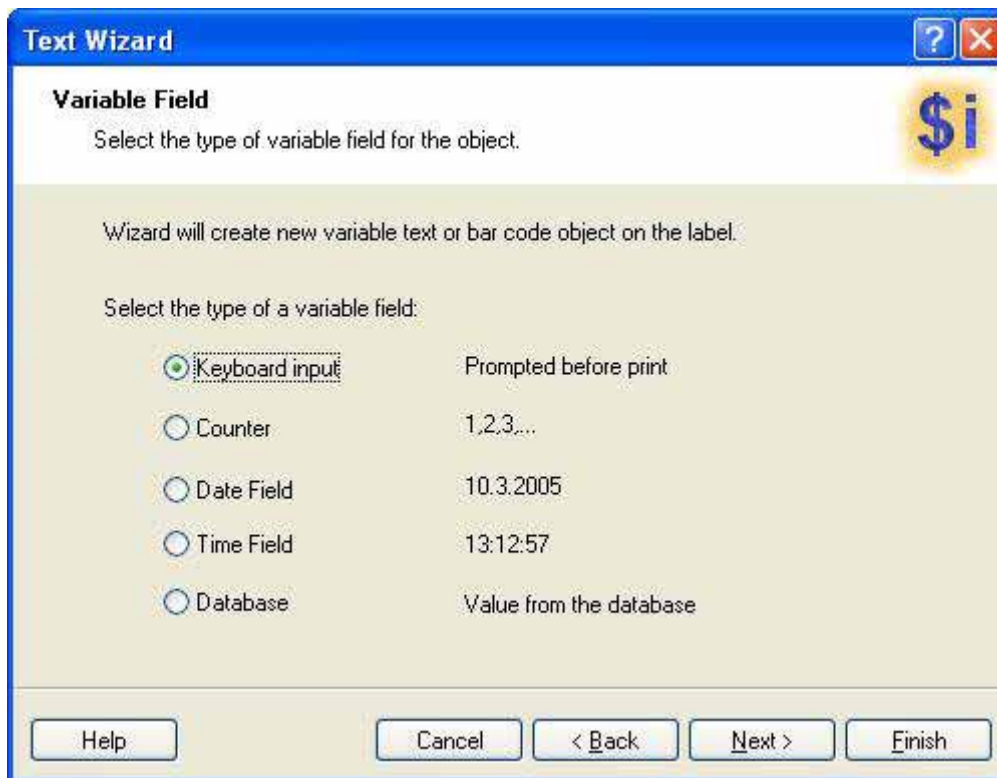 Text Wizard
?
Variable Field
Select the type of variable field for the object.
$i
Wizard will create new variable text or bar code object on the label.
Select the type of a variable field:
Keyboard input Prompted before print
Counter 1,2,3,...
Date Field 10.3.2005
Time Field 13:12:57
Database Value from the database
Help Cancel < Back Next > Finish